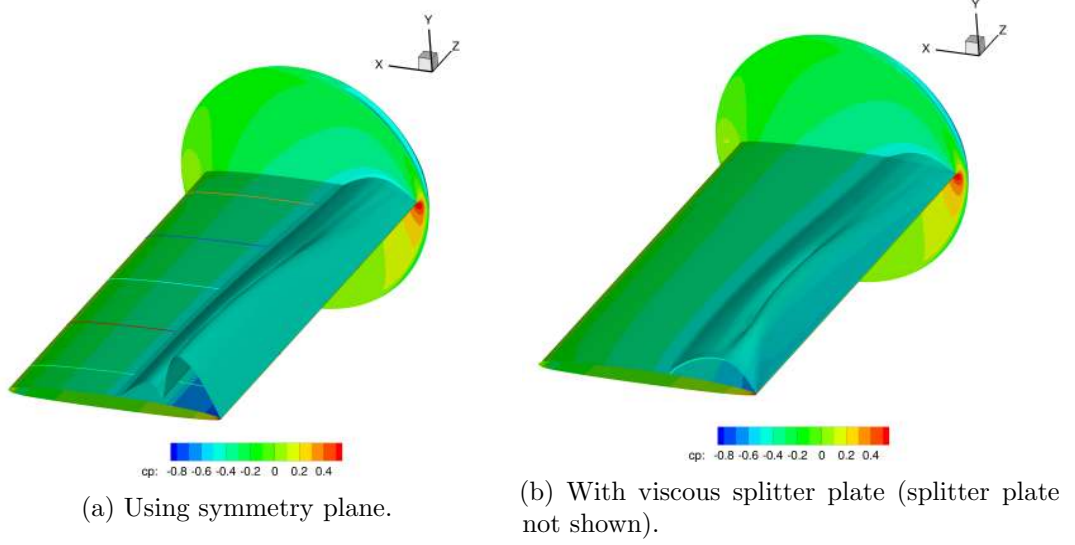 Y
Z
X
Y
Z
X
cp: -0.8 -0.6 -0.4 -0.2 0 0.2 0.4
cp: -0.8 -0.6 -0.4 -0.2 0 0.2 0.4
(a) Using symmetry plane.
(b) With viscous splitter plate (splitter plate
not shown).